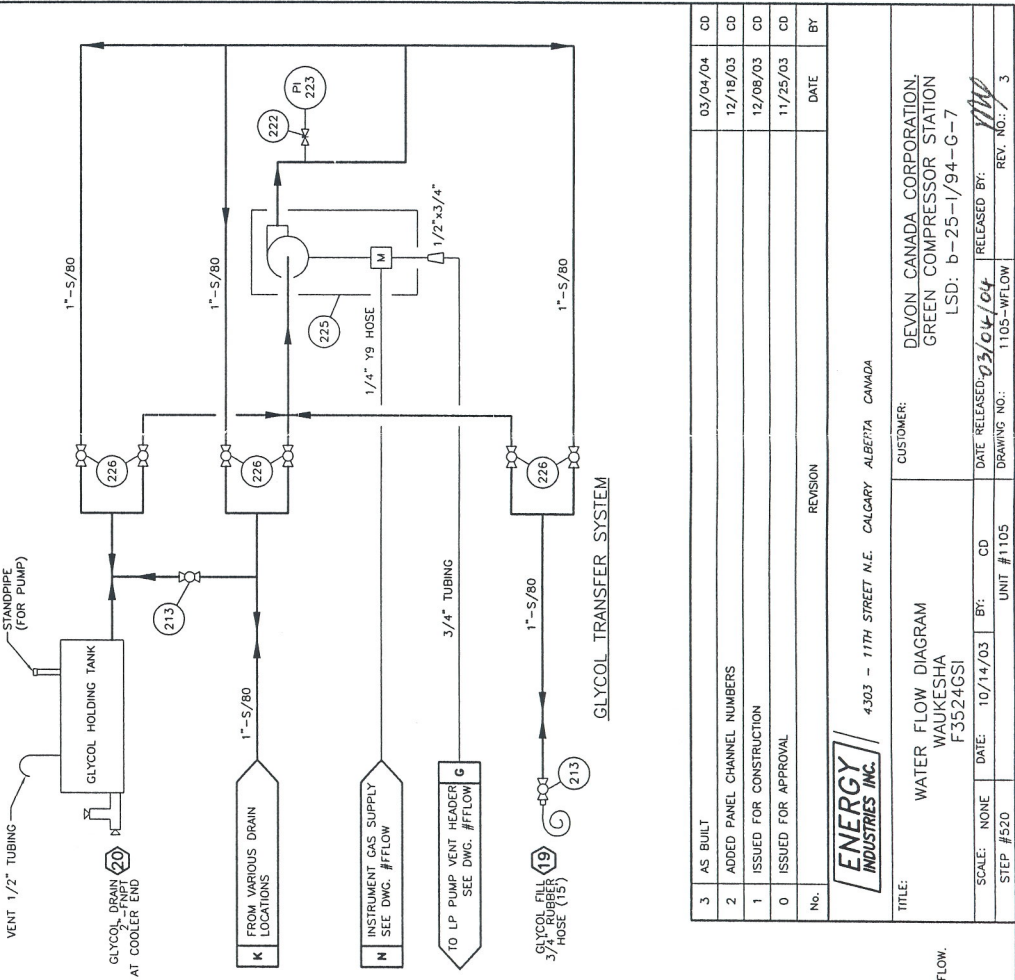 VENT 1/2" TUBING
STANDPIPE
(FOR PUMP)
GLYCOL HOLDING TANK
GLYCOL DRAIN
2"-FNPT
AT COOLER END
20
213
226
1"-S/80
K
FROM VARIOUS DRAIN
LOCATIONS
1"-S/80
226
1"-S/80
222
PI
223
225
M
1/2"x3/4"
1/4" Y9 HOSE
N
INSTRUMENT GAS SUPPLY
SEE DWG. #FFLOW
TO LP PUMP VENT HEADER
SEE DWG. #FFLOW
G
3/4" TUBING
GLYCOL FILL
3/4" RUBBER
HOSE (15')
19
213
1"-S/80
226
1"-S/80
GLYCOL TRANSFER SYSTEM
3 AS BUILT 03/04/04 CD
2 ADDED PANEL CHANNEL NUMBERS 12/18/03 CD
1 ISSUED FOR CONSTRUCTION 12/08/03 CD
0 ISSUED FOR APPROVAL 11/25/03 CD
No. REVISION DATE BY
ENERGY
INDUSTRIES INC.
4303 - 11TH STREET N.E. CALGARY ALBERTA CANADA
TITLE:
WATER FLOW DIAGRAM
WAUKESHA
F3524GSI
CUSTOMER:
DEVON CANADA CORPORATION.
GREEN COMPRESSOR STATION
LSD: b-25-I/94-G-7
SCALE: NONE DATE: 10/14/03 BY: CD DATE RELEASED: 03/04/04 RELEASED BY:
STEP #520 UNIT #1105 DRAWING NO.: 1105-WFLOW REV. NO.: 3
FLOW.